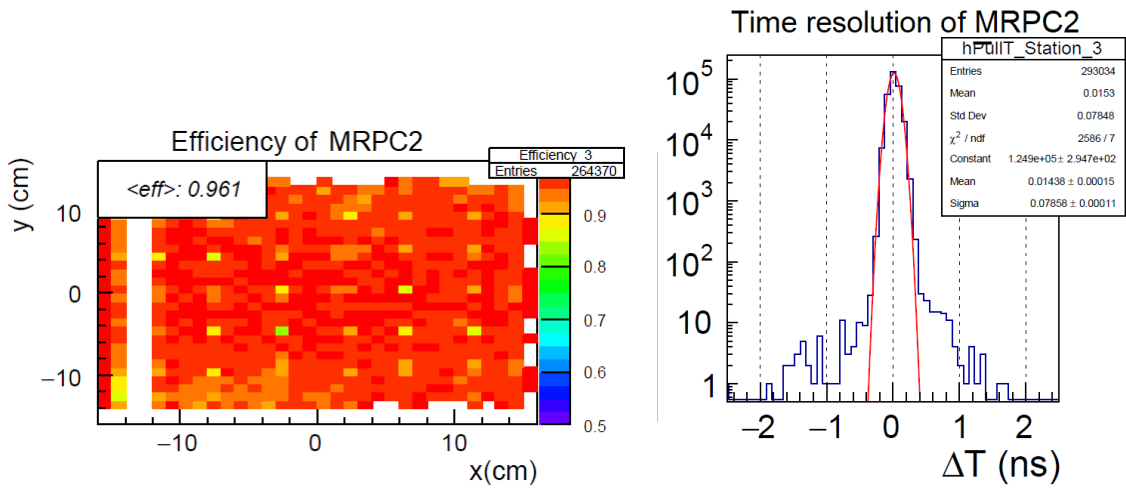 Efficiency of MRPC2
<eff>: 0.961
Efficiency_3
Entries 264370
y (cm)
10
0
−10
−10
0
10
x(cm)
0.9
0.8
0.7
0.6
0.5
Time resolution of MRPC2
hPullT_Station_3
Entries 293034
Mean 0.0153
Std Dev 0.07848
χ² / ndf 2586 / 7
Constant 1.249e+05 ± 2.947e+02
Mean 0.01438 ± 0.00015
Sigma 0.07858 ± 0.00011
10⁵
10⁴
10³
10²
10
1
−2
−1
0
1
2
ΔT (ns)